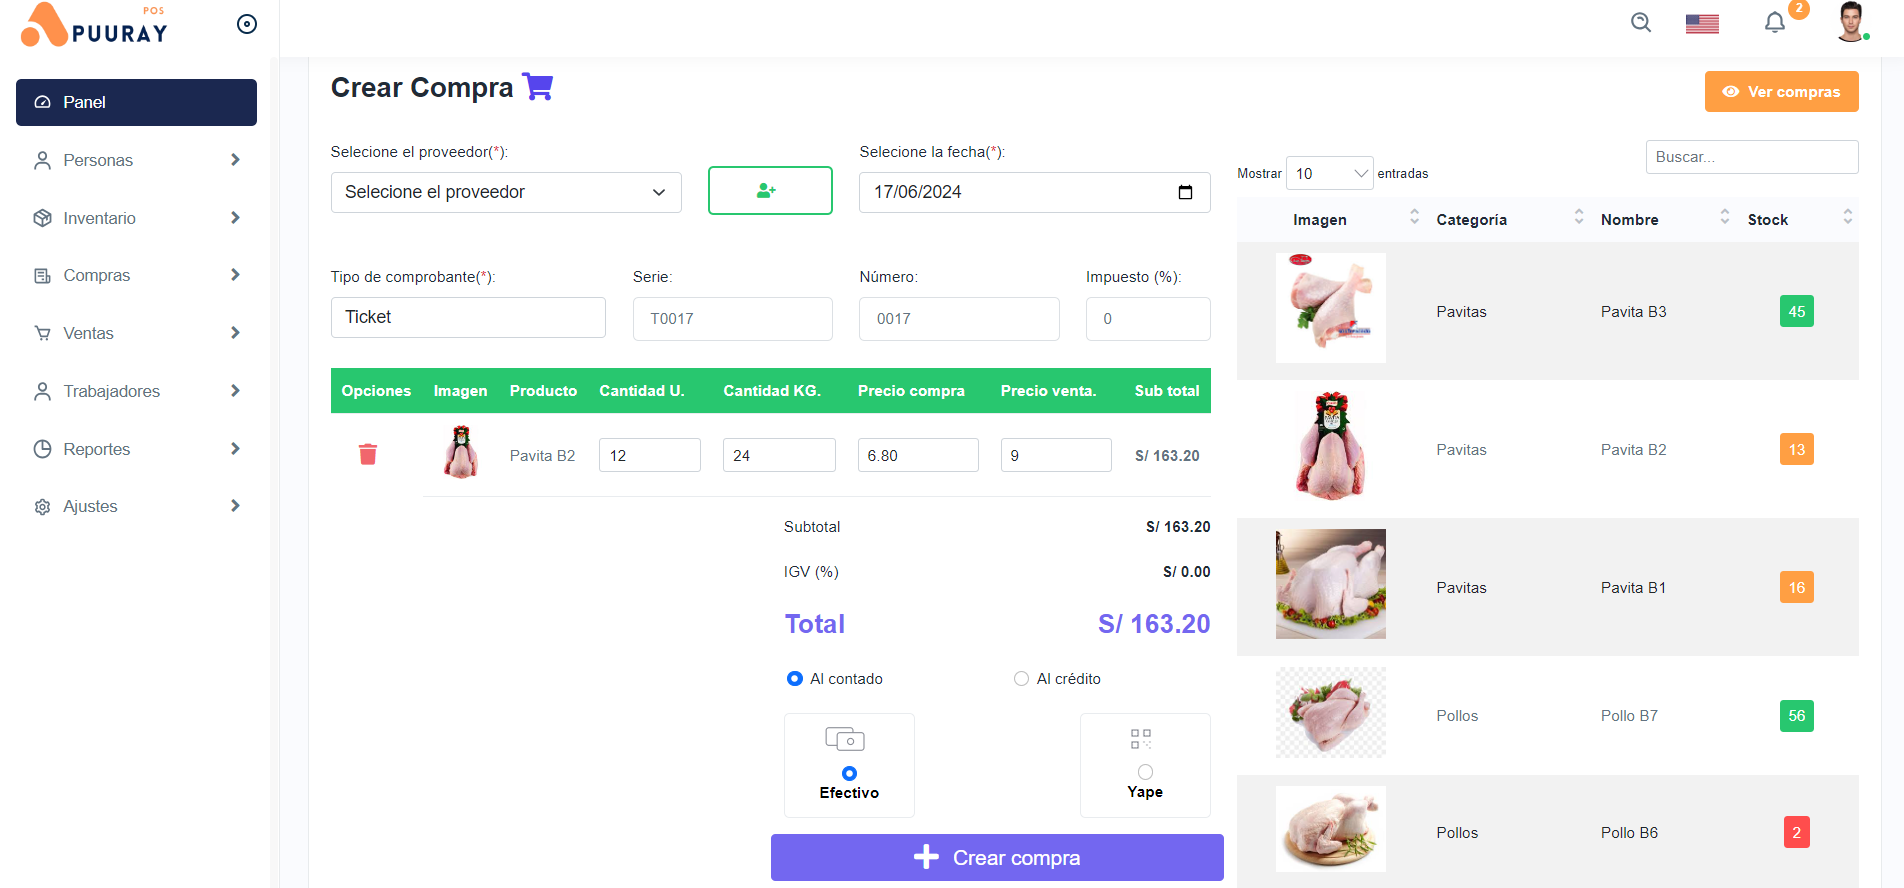 POS
PUURAY
2
Panel
Personas
Inventario
Compras
Ventas
Trabajadores
Reportes
Ajustes
Crear Compra
Ver compras
Selecione el proveedor(*):
Selecione el proveedor
Selecione la fecha(*):
17/06/2024
Tipo de comprobante(*):
Ticket
Serie:
T0017
Número:
0017
Impuesto (%):
0
Opciones Imagen Producto Cantidad U. Cantidad KG. Precio compra Precio venta. Sub total
Pavita B2 12 24 6.80 9 S/ 163.20
Subtotal S/ 163.20
IGV (%) S/ 0.00
Total S/ 163.20
Al contado Al crédito
Efectivo Yape
Crear compra
Buscar...
Mostrar 10 entradas
Imagen Categoría Nombre Stock
Pavitas Pavita B3 45
Pavitas Pavita B2 13
Pavitas Pavita B1 16
Pollos Pollo B7 56
Pollos Pollo B6 2